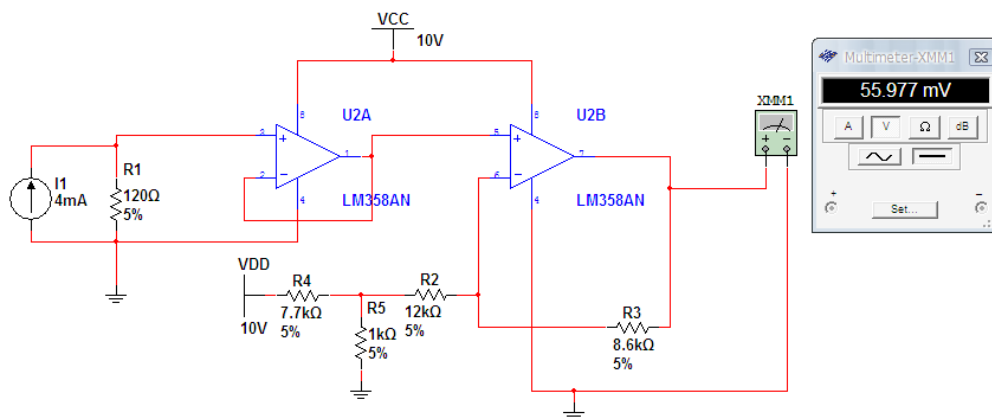 VCC
10V
U2A
U2B
8
8
3
1
2
4
LM358AN
5
7
6
4
LM358AN
I1
4mA
R1
120Ω
5%
VDD
10V
R4
7.7kΩ
5%
R5
1kΩ
5%
R2
12kΩ
5%
R3
8.6kΩ
5%
XMM1
+ -
Multimeter-XMM1
55.977 mV
A V Ω dB
+ -
Set...